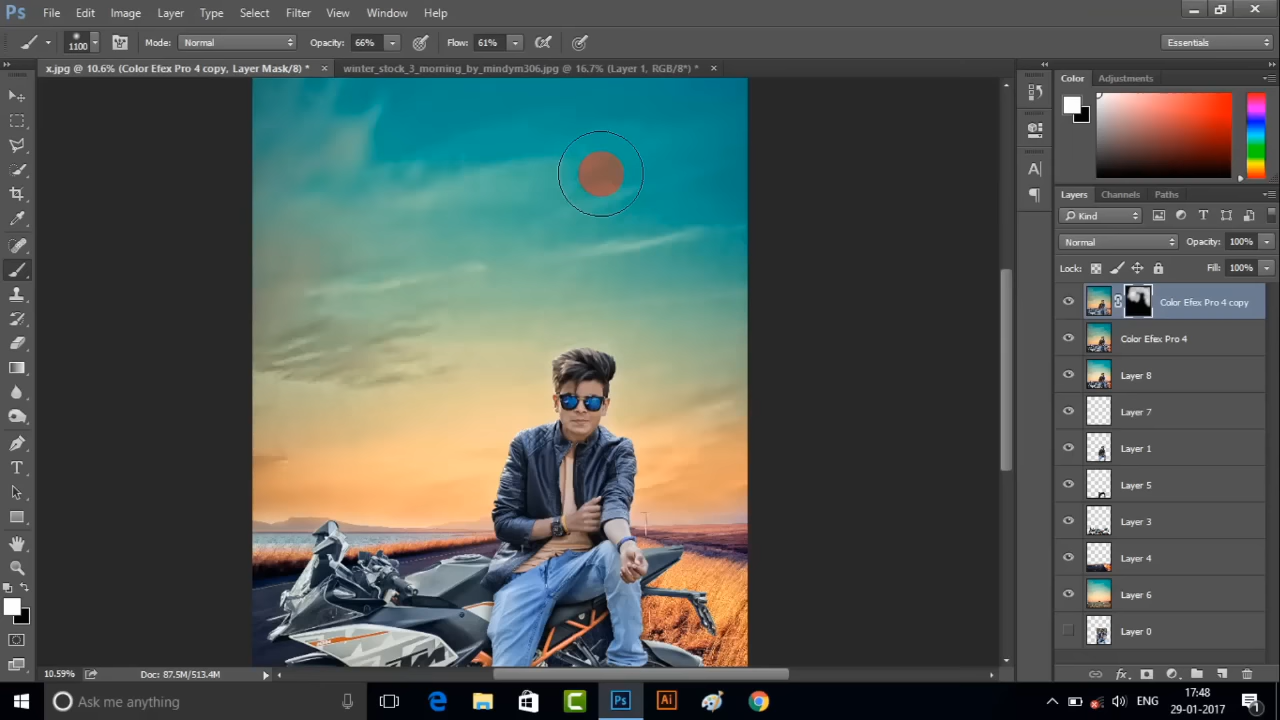 Ps File Edit Image Layer Type Select Filter 3D View Window Help
1100 Mode: Normal Opacity: 66% Flow: 61% Essentials
x.jpg @ 10.6% (Color Efex Pro 4 copy, Layer Mask/8) * × winter_stock_3_morning_by_mindym306.jpg @ 16.7% (Layer 1, RGB/8*) * ×
Color Adjustments
Layers Channels Paths
Kind
Normal Opacity: 100%
Lock: Fill: 100%
Color Efex Pro 4 copy
Color Efex Pro 4
Layer 8
Layer 7
Layer 1
Layer 5
Layer 3
Layer 4
Layer 6
Layer 0
10.59% Doc: 87.5M/513.4M
Ask me anything
Ps Ai
ENG
17:48
29-01-2017
1